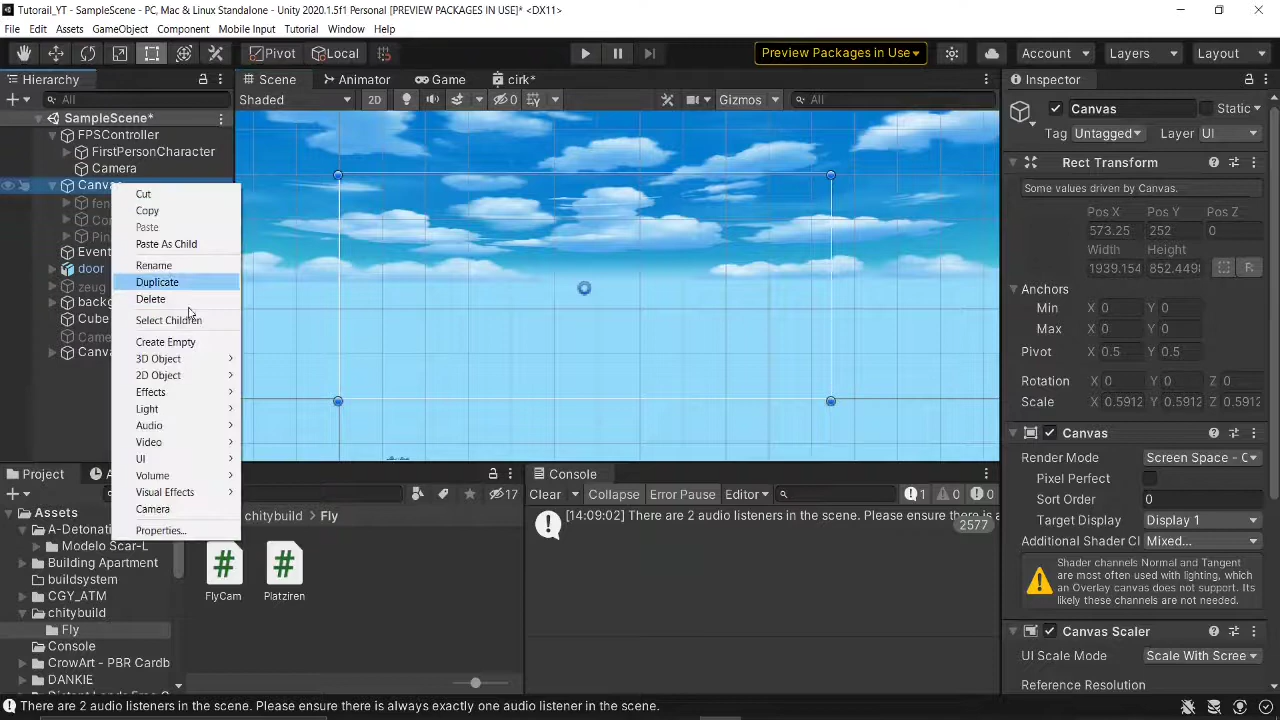 Tutorail_YT - SampleScene - PC, Mac & Linux Standalone - Unity 2020.1.5f1 Personal [PREVIEW PACKAGES IN USE]* <DX11>
File Edit Assets GameObject Component Mobile Input Tutorial Window Help
Pivot Local Preview Packages in Use Account Layers Layout
Hierarchy
All
SampleScene*
FPSController
FirstPersonCharacter
Camera
Canv
fen
Co
Pin
Event
door
zeug
backg
Cube
Came
Canva
Cut
Copy
Paste
Paste As Child
Rename
Duplicate
Delete
Select Children
Create Empty
3D Object
2D Object
Effects
Light
Audio
Video
UI
Volume
Visual Effects
Camera
Properties...
Scene Animator Game cirk*
Shaded 2D 0 Gizmos All
Inspector
Canvas Static
Tag Untagged Layer UI
Rect Transform
Some values driven by Canvas.
Pos X Pos Y Pos Z
573.25 252 0
Width Height
1939.154 852.449 R
Anchors
Min X 0 Y 0
Max X 0 Y 0
Pivot X 0.5 Y 0.5
Rotation X 0 Y 0 Z 0
Scale X 0.5912 Y 0.5912 Z 0.5912
Canvas
Render Mode Screen Space - C
Pixel Perfect
Sort Order 0
Target Display Display 1
Additional Shader Cl Mixed...
Shader channels Normal and Tangent
are most often used with lighting, which
an Overlay canvas does not support. Its
likely these channels are not needed.
Canvas Scaler
UI Scale Mode Scale With Scree
Reference Resolution
Project
17
Assets
A-Detonati
Modelo Scar-L
Building Apartment
buildsystem
CGY_ATM
chitybuild
Fly
Console
CrowArt - PBR Cardb
DANKIE
chitybuild Fly
FlyCam Platziren
Console
Clear Collapse Error Pause Editor 1 0 0
[14:09:02] There are 2 audio listeners in the scene. Please ensure there is a
2577
There are 2 audio listeners in the scene. Please ensure there is always exactly one audio listener in the scene.